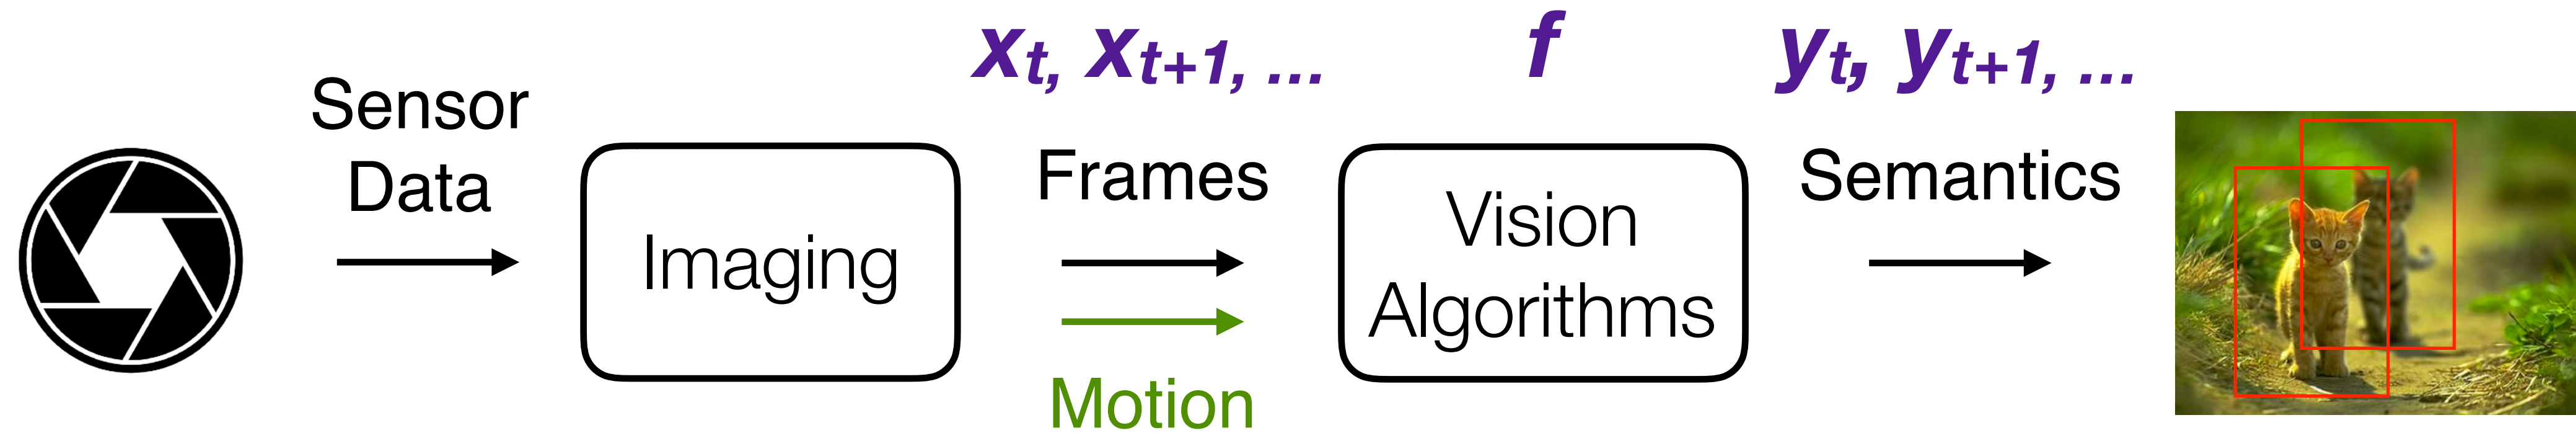 Sensor
Data
Imaging
xt, xt+1, ...
Frames
Motion
f
Vision
Algorithms
yt, yt+1, ...
Semantics